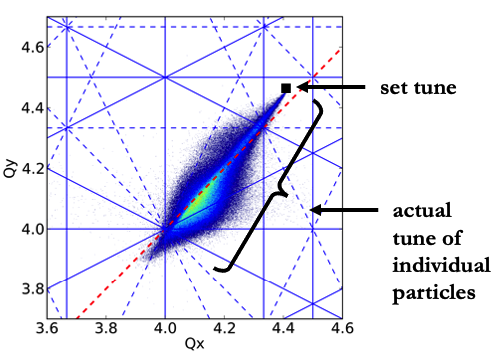 4.6
4.4
4.2
4.0
3.8
Qy
3.6
4.0
4.2
4.4
4.6
3.8
Qx
set tune
actual
tune of
individual
particles